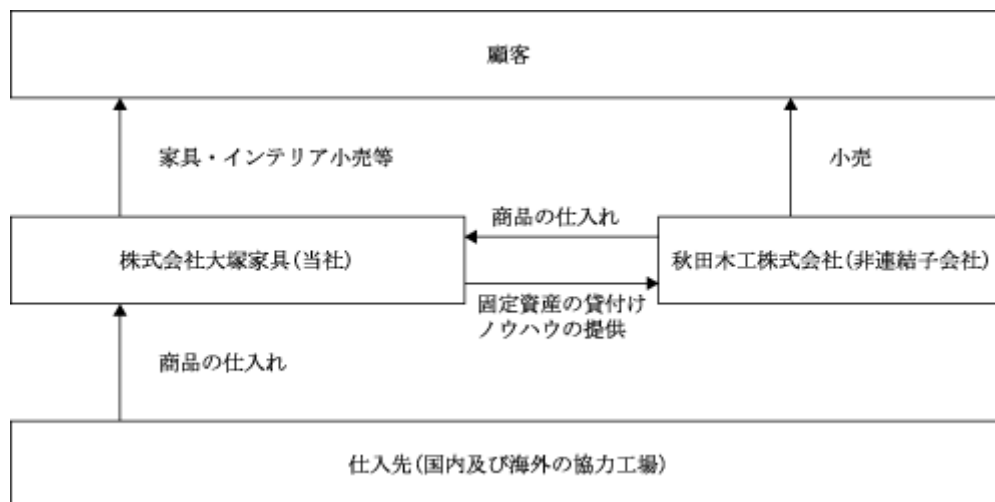 顧客
家具・インテリア小売等
小売
商品の仕入れ
株式会社大塚家具(当社)
秋田木工株式会社(非連結子会社)
固定資産の貸付け
ノウハウの提供
商品の仕入れ
仕入先(国内及び海外の協力工場)